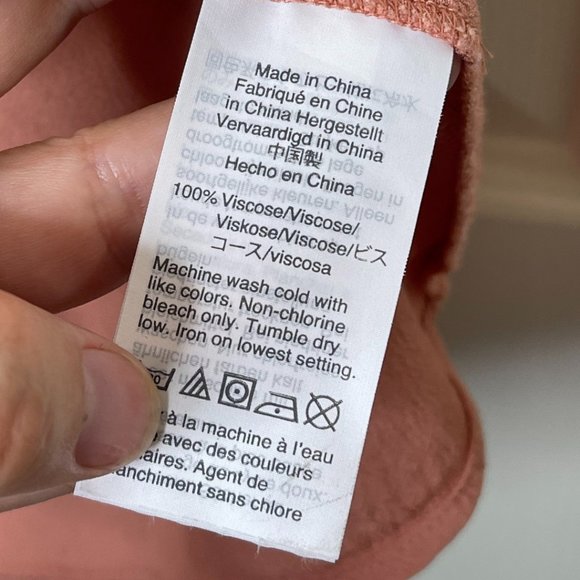 Made in China
Fabriqué en Chine
in China Hergestellt
Vervaardigd in China
中国製
Hecho en China
100% Viscose/Viscose/
Viskose/Viscose/ビス
コース/viscosa
Machine wash cold with
like colors. Non-chlorine
bleach only. Tumble dry
low. Iron on lowest setting.
à la machine à l'eau
avec des couleurs
aires. Agent de
anchiment sans chlore